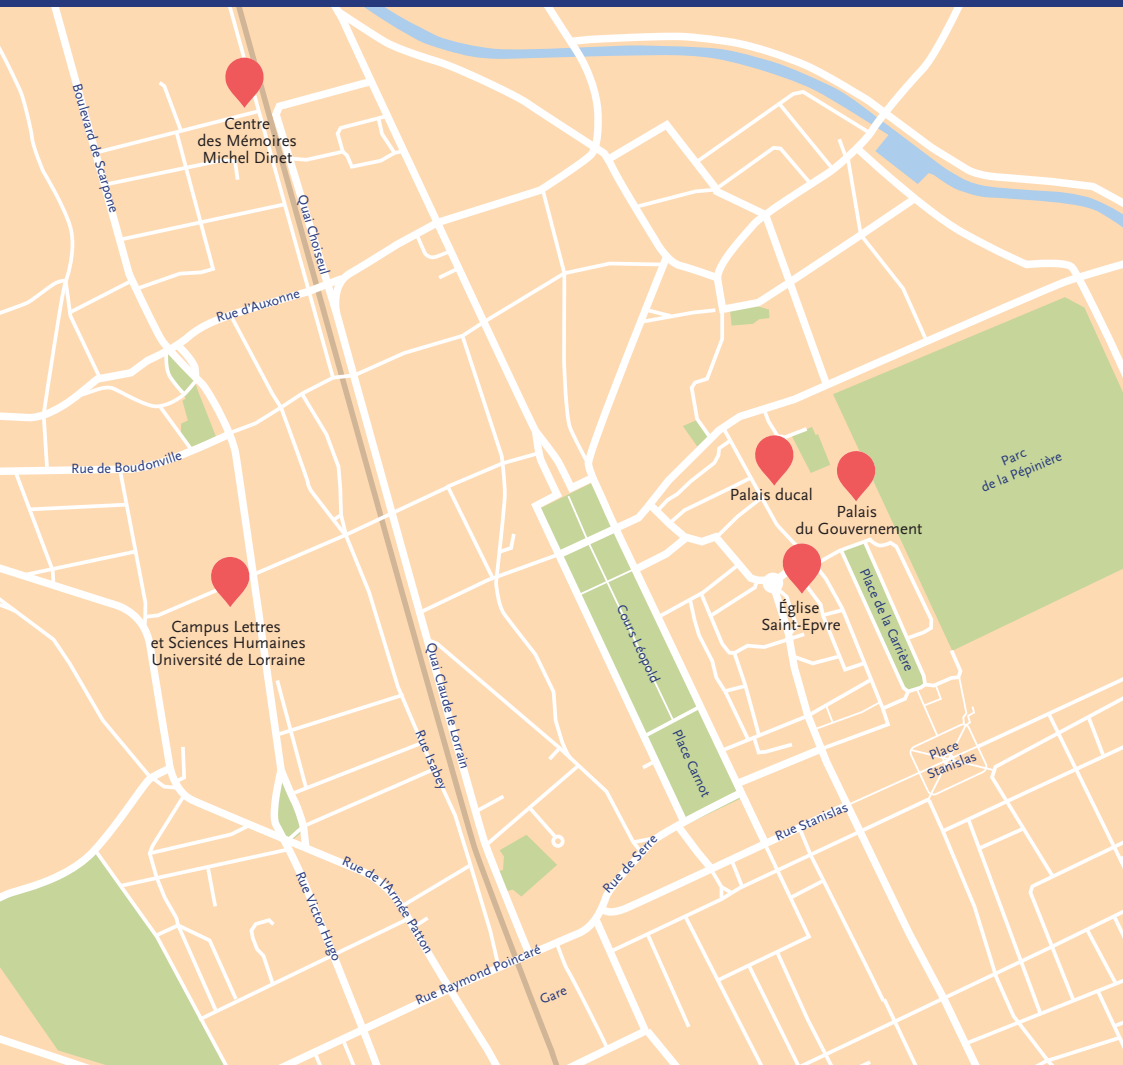 Centre
des Mémoires
Michel Dinet
Boulevard de Scarpone
Quai Choiseul
Rue d'Auxonne
Rue de Boudonville
Parc
de la Pépinière
Palais ducal
Palais
du Gouvernement
Église
Saint-Epvre
Place de la Carrière
Campus Lettres
et Sciences Humaines
Université de Lorraine
Cours Léopold
Quai Claude le Lorrain
Rue Isabey
Place Carnot
Place
Stanislas
Rue Stanislas
Rue de Serre
Rue de l'Armée Patton
Rue Victor Hugo
Rue Raymond Poincaré
Gare